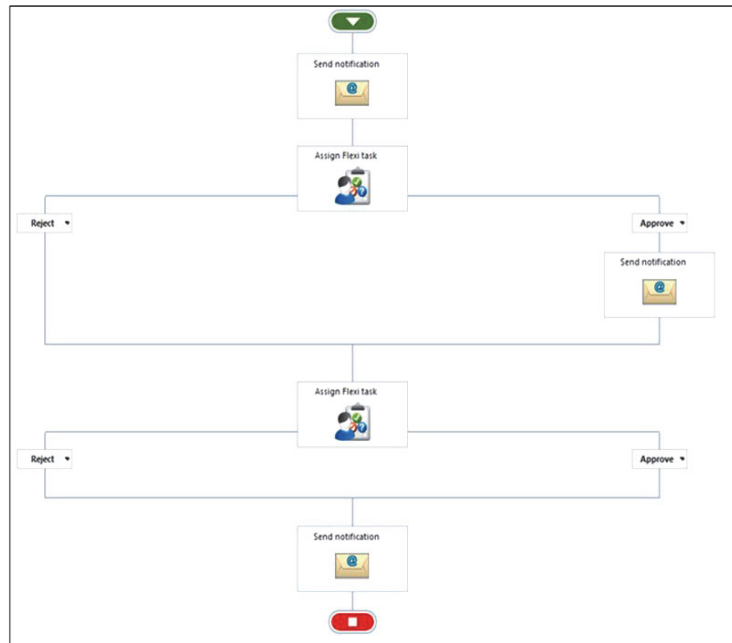 Send notification
Assign Flexi task
Reject
Approve
Send notification
Assign Flexi task
Reject
Approve
Send notification